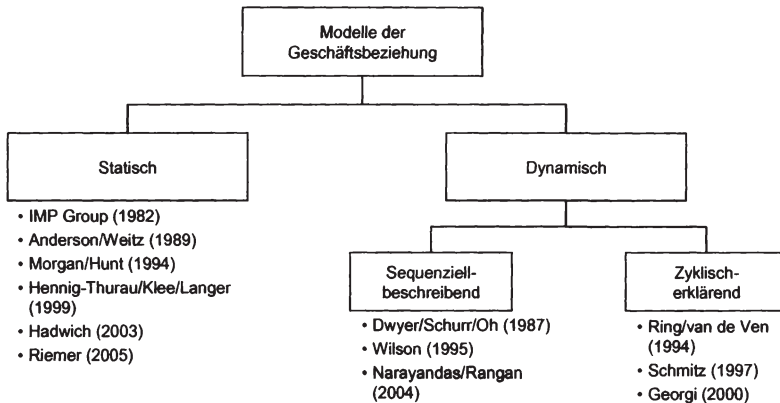 Modelle der
Geschäftsbeziehung
Statisch
• IMP Group (1982)
• Anderson/Weitz (1989)
• Morgan/Hunt (1994)
• Hennig-Thurau/Klee/Langer
(1999)
• Hadwich (2003)
• Riemer (2005)
Dynamisch
Sequenziell-
beschreibend
• Dwyer/Schurr/Oh (1987)
• Wilson (1995)
• Narayandas/Rangan
(2004)
Zyklisch-
erklärend
• Ring/van de Ven
(1994)
• Schmitz (1997)
• Georgi (2000)